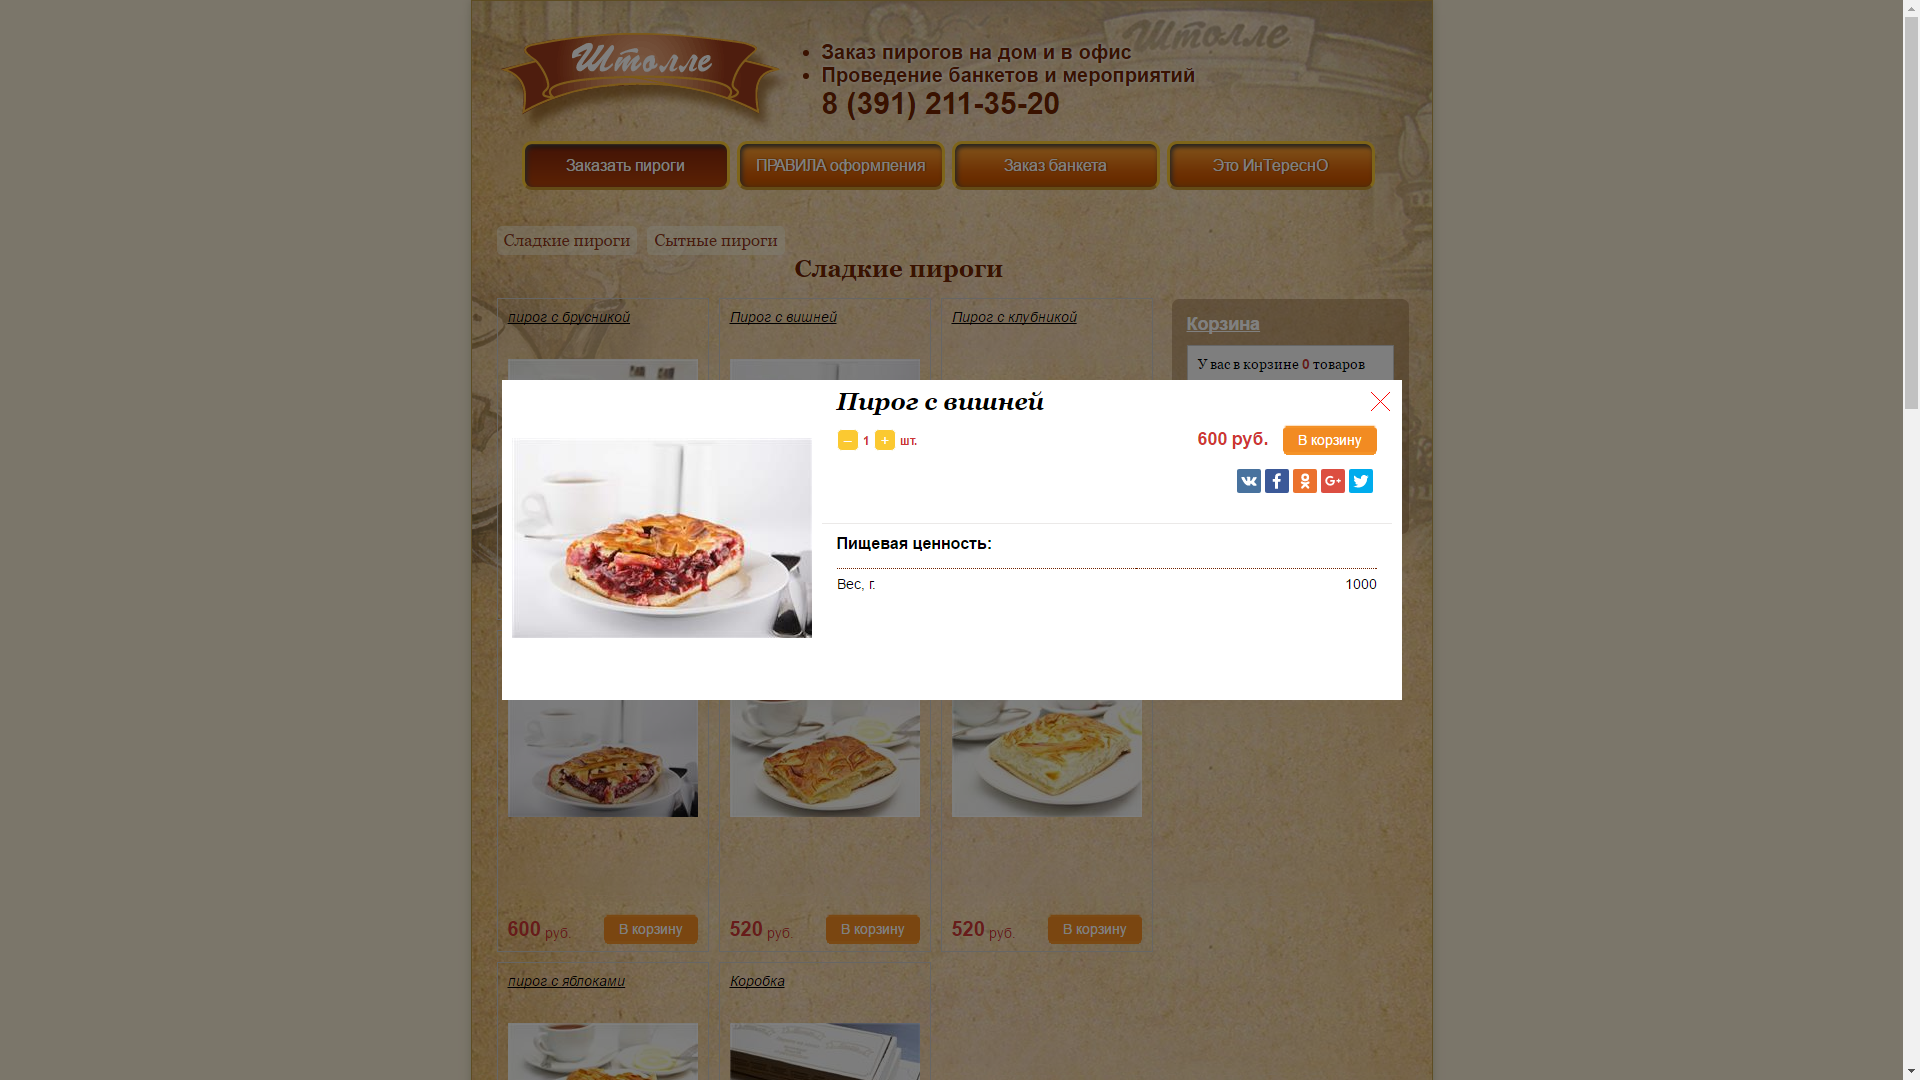 Штолле
Штолле
Заказ пирогов на дом и в офис
Проведение банкетов и мероприятий
8 (391) 211-35-20
Заказать пироги
ПРАВИЛА оформления
Заказ банкета
Это ИнТереснО
Сладкие пироги
Сытные пироги
Сладкие пироги
пирог с брусникой
Пирог с вишней
Пирог с клубникой
Корзина
У вас в корзине 0 товаров
Пирог с вишней
– 1 + шт.
600 руб.
В корзину
Пищевая ценность:
Вес, г. 1000
600 руб.
В корзину
520 руб.
В корзину
520 руб.
В корзину
пирог с яблоками
Коробка